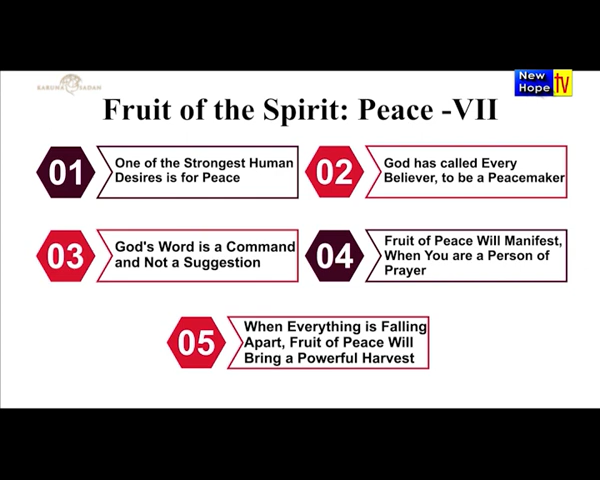 KARUNA SADAN
New
Hope TV
Fruit of the Spirit: Peace -VII
01
One of the Strongest Human
Desires is for Peace
02
God has called Every
Believer, to be a Peacemaker
03
God's Word is a Command
and Not a Suggestion
04
Fruit of Peace Will Manifest,
When You are a Person of
Prayer
05
When Everything is Falling
Apart, Fruit of Peace Will
Bring a Powerful Harvest